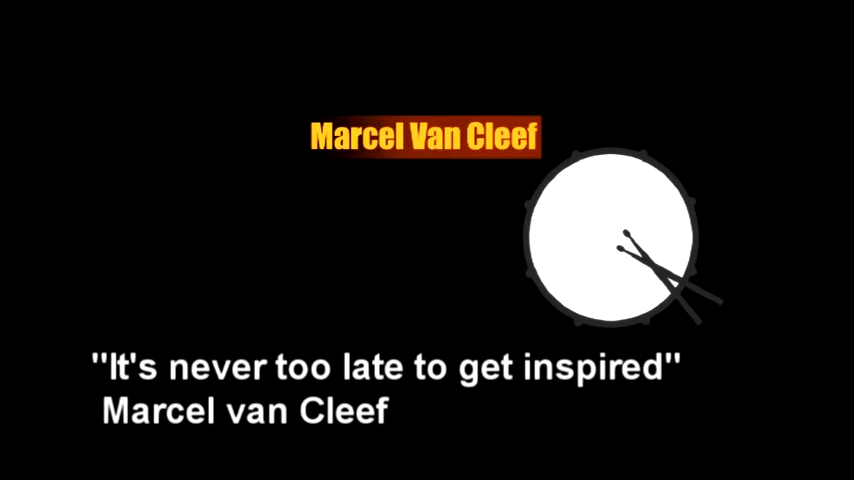 Marcel Van Cleef
"It's never too late to get inspired"
Marcel van Cleef